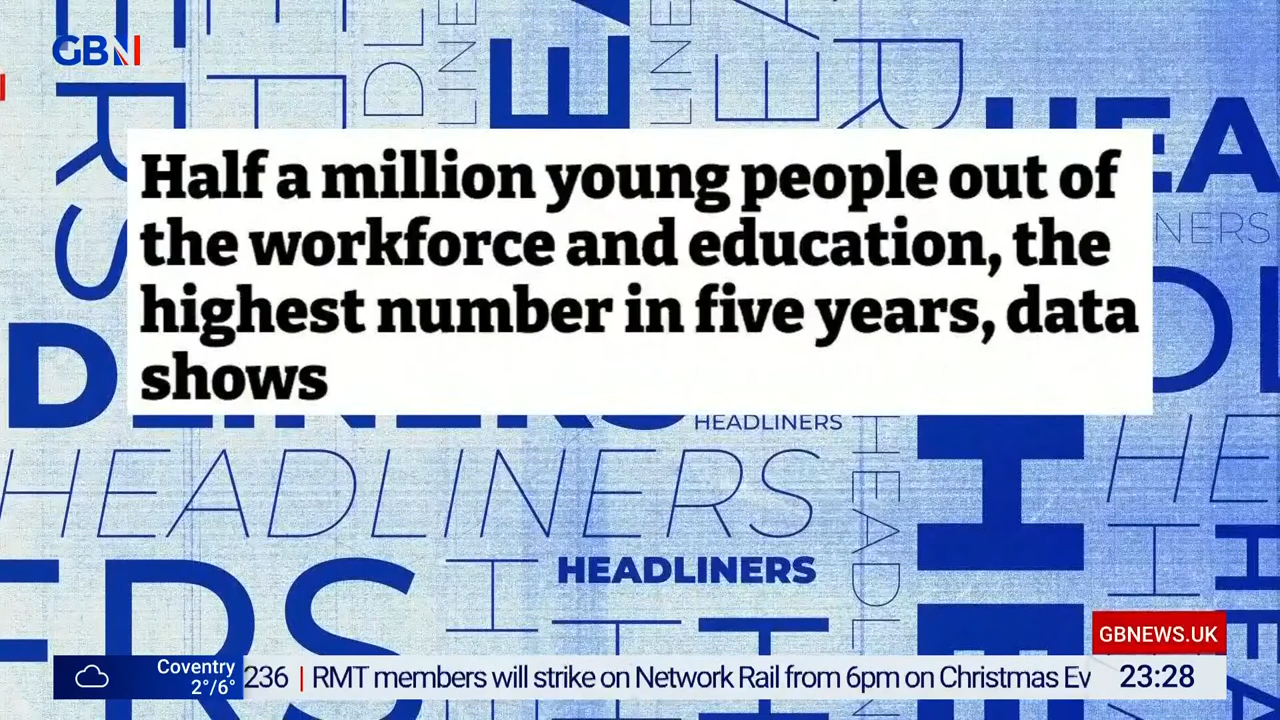 GBN
Half a million young people out of
the workforce and education, the
highest number in five years, data
shows
HEADLINERS
HEADLINERS
HEADLINERS
GBNEWS.UK
Coventry
2°/6°
236 | RMT members will strike on Network Rail from 6pm on Christmas Ev
23:28